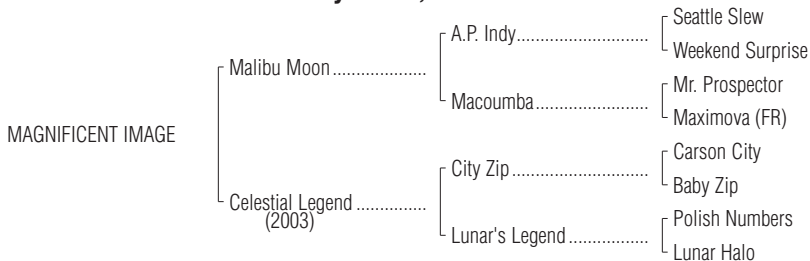 Seattle Slew
A.P. Indy
Weekend Surprise
Malibu Moon
Mr. Prospector
Macoumba
Maximova (FR)
MAGNIFICENT IMAGE
Carson City
City Zip
Baby Zip
Celestial Legend
(2003)
Polish Numbers
Lunar's Legend
Lunar Halo